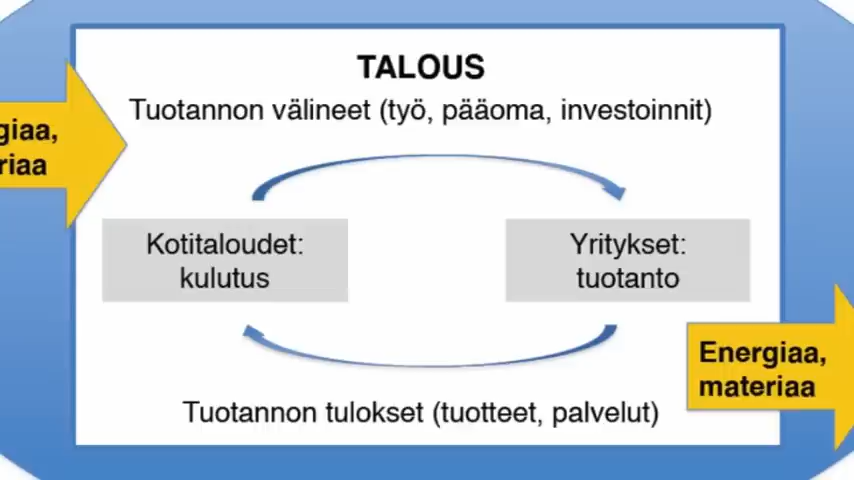 TALOUS
Tuotannon välineet (työ, pääoma, investoinnit)
Kotitaloudet:
kulutus
Yritykset:
tuotanto
Energiaa,
materiaa
Tuotannon tulokset (tuotteet, palvelut)